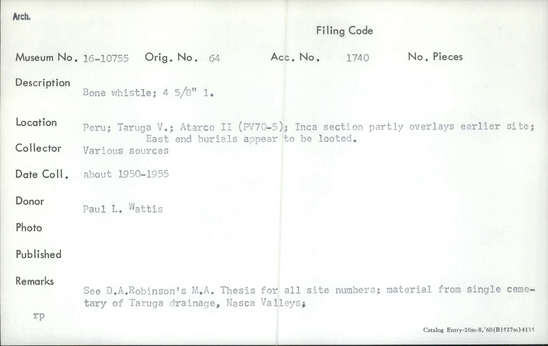 Arch.
Filing Code
Museum No. 16-10755 Orig. No. 64 Acc. No. 1740 No. Pieces
Description
Bone whistle; 4 5/8" l.
Location
Peru; Taruga V.; Atarco II (PV70-5); Inca section partly overlays earlier site;
East end burials appear to be looted.
Collector Various sources
Date Coll. about 1950-1955
Donor
Paul L. Wattis
Photo
Published
Remarks
See D.A.Robinson's M.A. Thesis for all site numbers; material from single ceme-
tary of Taruga drainage, Nasca Valleys;
rp
Catalog Entry-20m-8,'60